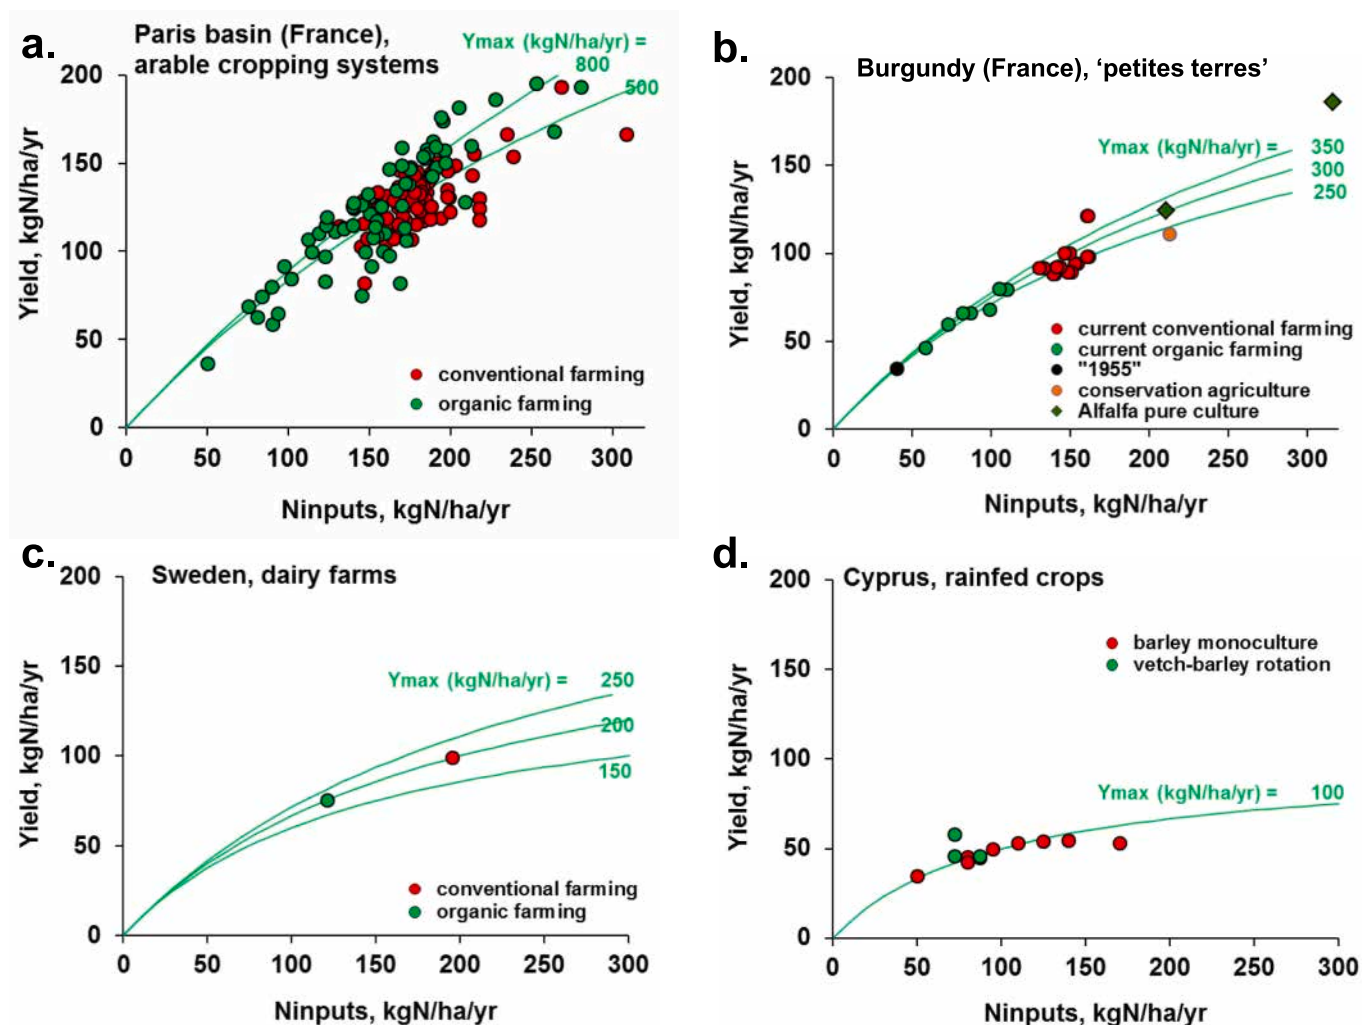 a.
Paris basin (France),
arable cropping systems
Ymax (kgN/ha/yr) =
800
500
200
150
100
50
0
0 50 100 150 200 250 300
Yield, kgN/ha/yr
Ninputs, kgN/ha/yr
conventional farming
organic farming
b.
Burgundy (France), ‘petites terres’
Ymax (kgN/ha/yr) = 350
300
250
200
150
100
50
0
0 50 100 150 200 250 300
Yield, kgN/ha/yr
Ninputs, kgN/ha/yr
current conventional farming
current organic farming
"1955"
conservation agriculture
Alfalfa pure culture
c.
Sweden, dairy farms
Ymax (kgN/ha/yr) = 250
200
150
200
150
100
50
0
0 50 100 150 200 250 300
Yield, kgN/ha/yr
Ninputs, kgN/ha/yr
conventional farming
organic farming
d.
Cyprus, rainfed crops
barley monoculture
vetch-barley rotation
Ymax (kgN/ha/yr) = 100
200
150
100
50
0
0 50 100 150 200 250 300
Yield, kgN/ha/yr
Ninputs, kgN/ha/yr